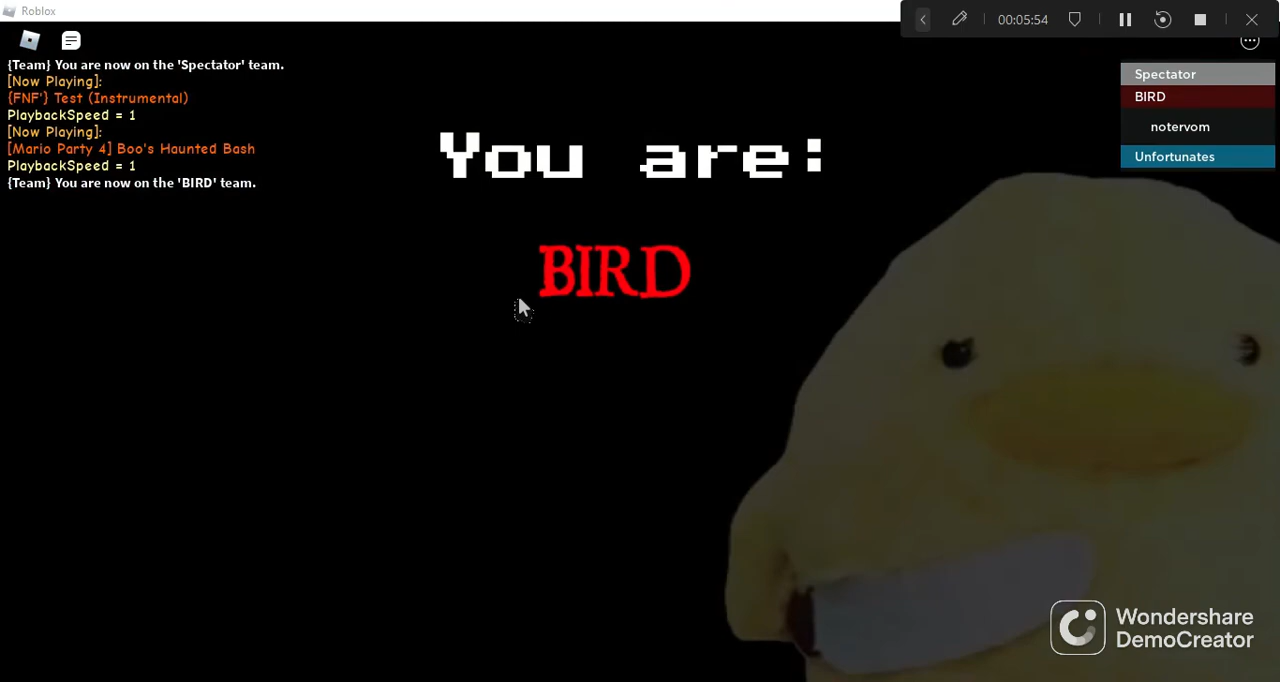 Roblox
00:05:54
{Team} You are now on the 'Spectator' team.
[Now Playing]:
{FNF'} Test (Instrumental)
PlaybackSpeed = 1
[Now Playing]:
[Mario Party 4] Boo's Haunted Bash
PlaybackSpeed = 1
{Team} You are now on the 'BIRD' team.
Spectator
BIRD
notervom
Unfortunates
You are:
BIRD
Wondershare
DemoCreator